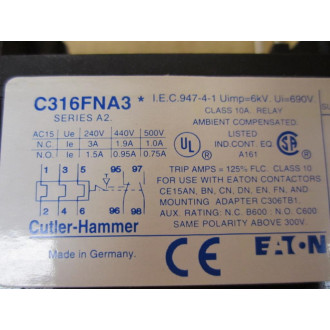 C316FNA3 *
SERIES A2.
I.E.C.947-4-1 Uimp=6kV. Ui=690V
CLASS 10A. RELAY
AMBIENT COMPENSATED.
UL LISTED
IND.CONT. EQ
A161
SA
AC15 Ue 240V 440V 500V
N.C. Ie 3A 1.9A 1.0A
N.O. Ie 1.5A 0.95A 0.75A
TRIP AMPS = 125% FLC. CLASS 10
FOR USE WITH EATON CONTACTORS
CE15AN, BN, CN, DN, EN, FN, AND
MOUNTING ADAPTER C306TB1.
AUX. RATING: N.C. B600 : N.O. C600.
SAME POLARITY ABOVE 300V.
1 3 5 95 97
2 4 6 96 98
Cutler-Hammer
Made in Germany.
CE
EATON